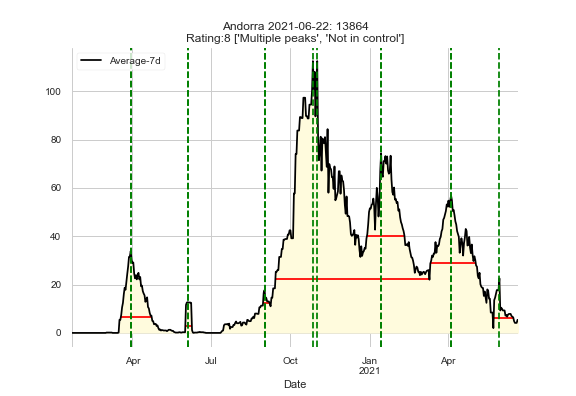 Andorra 2021-06-22: 13864
Rating:8 ['Multiple peaks', 'Not in control']
Average-7d
100
80
60
40
20
0
Apr
Jul
Oct
Jan
2021
Apr
Date